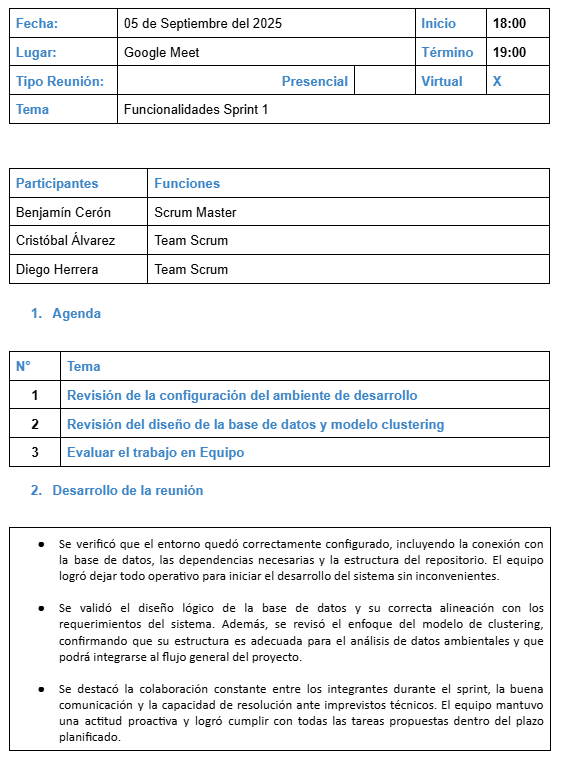 Fecha: 05 de Septiembre del 2025 Inicio 18:00
Lugar: Google Meet Término 19:00
Tipo Reunión: Presencial Virtual X
Tema Funcionalidades Sprint 1
Participantes Funciones
Benjamín Cerón Scrum Master
Cristóbal Álvarez Team Scrum
Diego Herrera Team Scrum
1. Agenda
N° Tema
1 Revisión de la configuración del ambiente de desarrollo
2 Revisión del diseño de la base de datos y modelo clustering
3 Evaluar el trabajo en Equipo
2. Desarrollo de la reunión
● Se verificó que el entorno quedó correctamente configurado, incluyendo la conexión con
la base de datos, las dependencias necesarias y la estructura del repositorio. El equipo
logró dejar todo operativo para iniciar el desarrollo del sistema sin inconvenientes.
● Se validó el diseño lógico de la base de datos y su correcta alineación con los
requerimientos del sistema. Además, se revisó el enfoque del modelo de clustering,
confirmando que su estructura es adecuada para el análisis de datos ambientales y que
podrá integrarse al flujo general del proyecto.
● Se destacó la colaboración constante entre los integrantes durante el sprint, la buena
comunicación y la capacidad de resolución ante imprevistos técnicos. El equipo mantuvo
una actitud proactiva y logró cumplir con todas las tareas propuestas dentro del plazo
planificado.